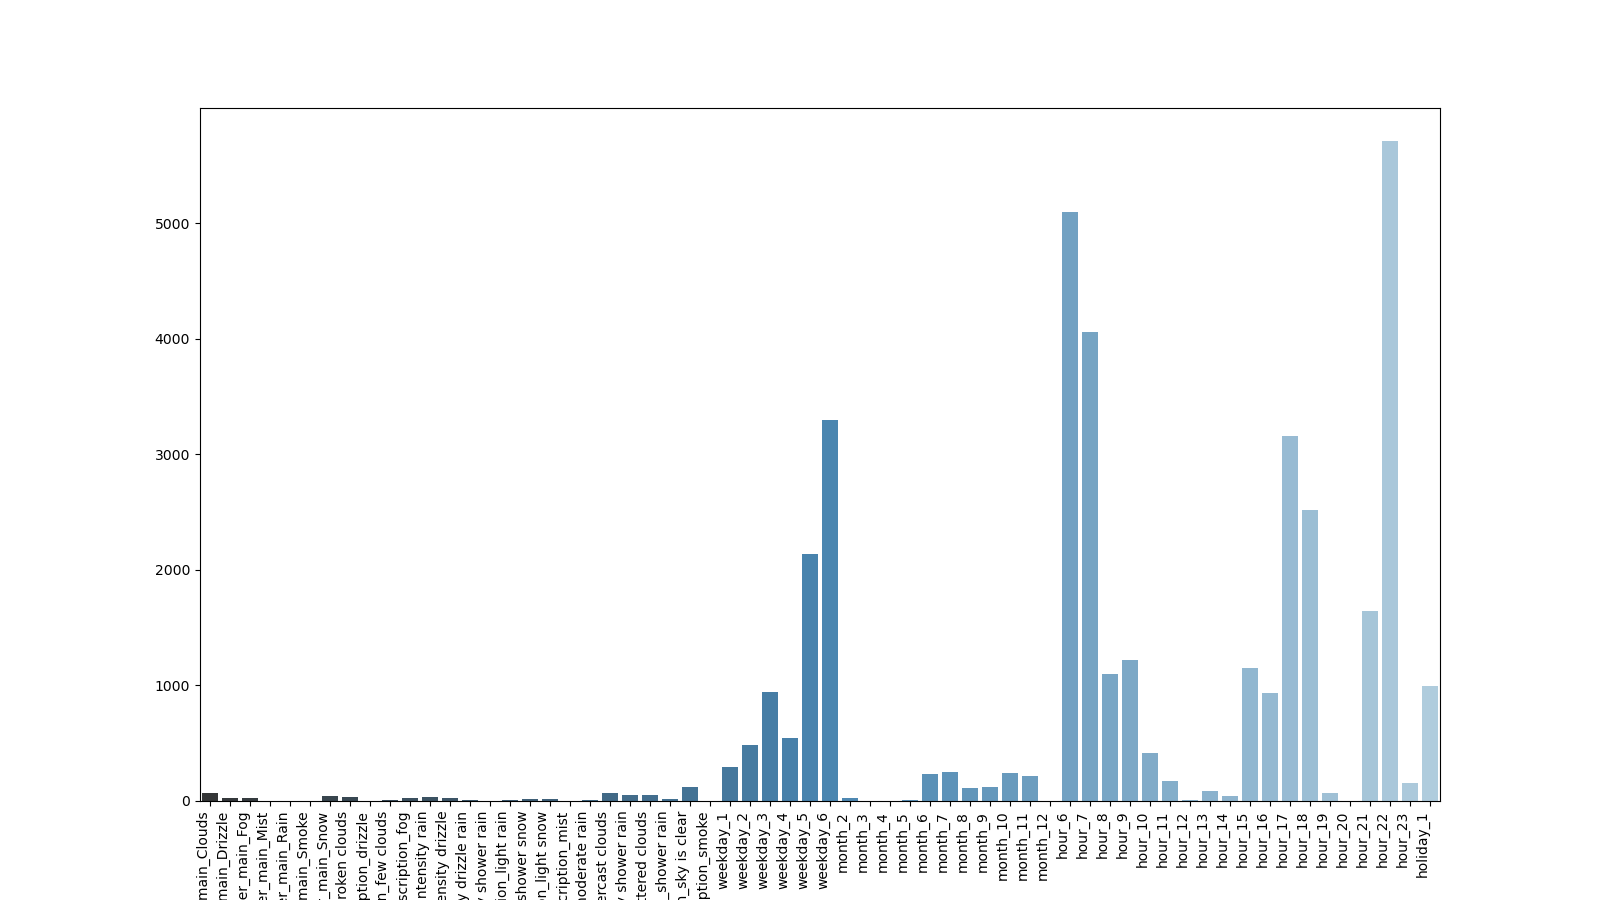 5000
4000
3000
2000
1000
0
main_Clouds
main_Drizzle
er_main_Fog
er_main_Mist
er_main_Rain
main_Smoke
r_main_Snow
roken clouds
ption_drizzle
n_few clouds
scription_fog
ntensity rain
ensity drizzle
y drizzle rain
y shower rain
ion_light rain
shower snow
on_light snow
cription_mist
noderate rain
ercast clouds
y shower rain
ttered clouds
_shower rain
n_sky is clear
ption_smoke
weekday_1
weekday_2
weekday_3
weekday_4
weekday_5
weekday_6
month_2
month_3
month_4
month_5
month_6
month_7
month_8
month_9
month_10
month_11
month_12
hour_6
hour_7
hour_8
hour_9
hour_10
hour_11
hour_12
hour_13
hour_14
hour_15
hour_16
hour_17
hour_18
hour_19
hour_20
hour_21
hour_22
hour_23
holiday_1